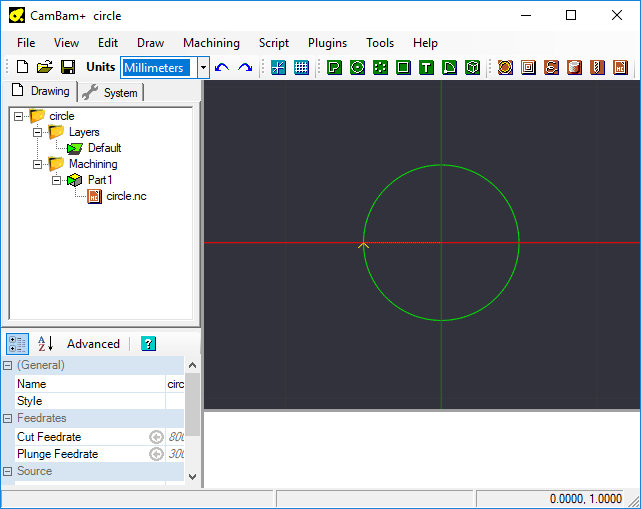 CamBam+ circle
File View Edit Draw Machining Script Plugins Tools Help
Units Millimeters
Drawing System
circle
Layers
Default
Machining
Part1
circle.nc
Advanced
(General)
Name circ
Style
Feedrates
Cut Feedrate 800
Plunge Feedrate 300
Source
0.0000, 1.0000